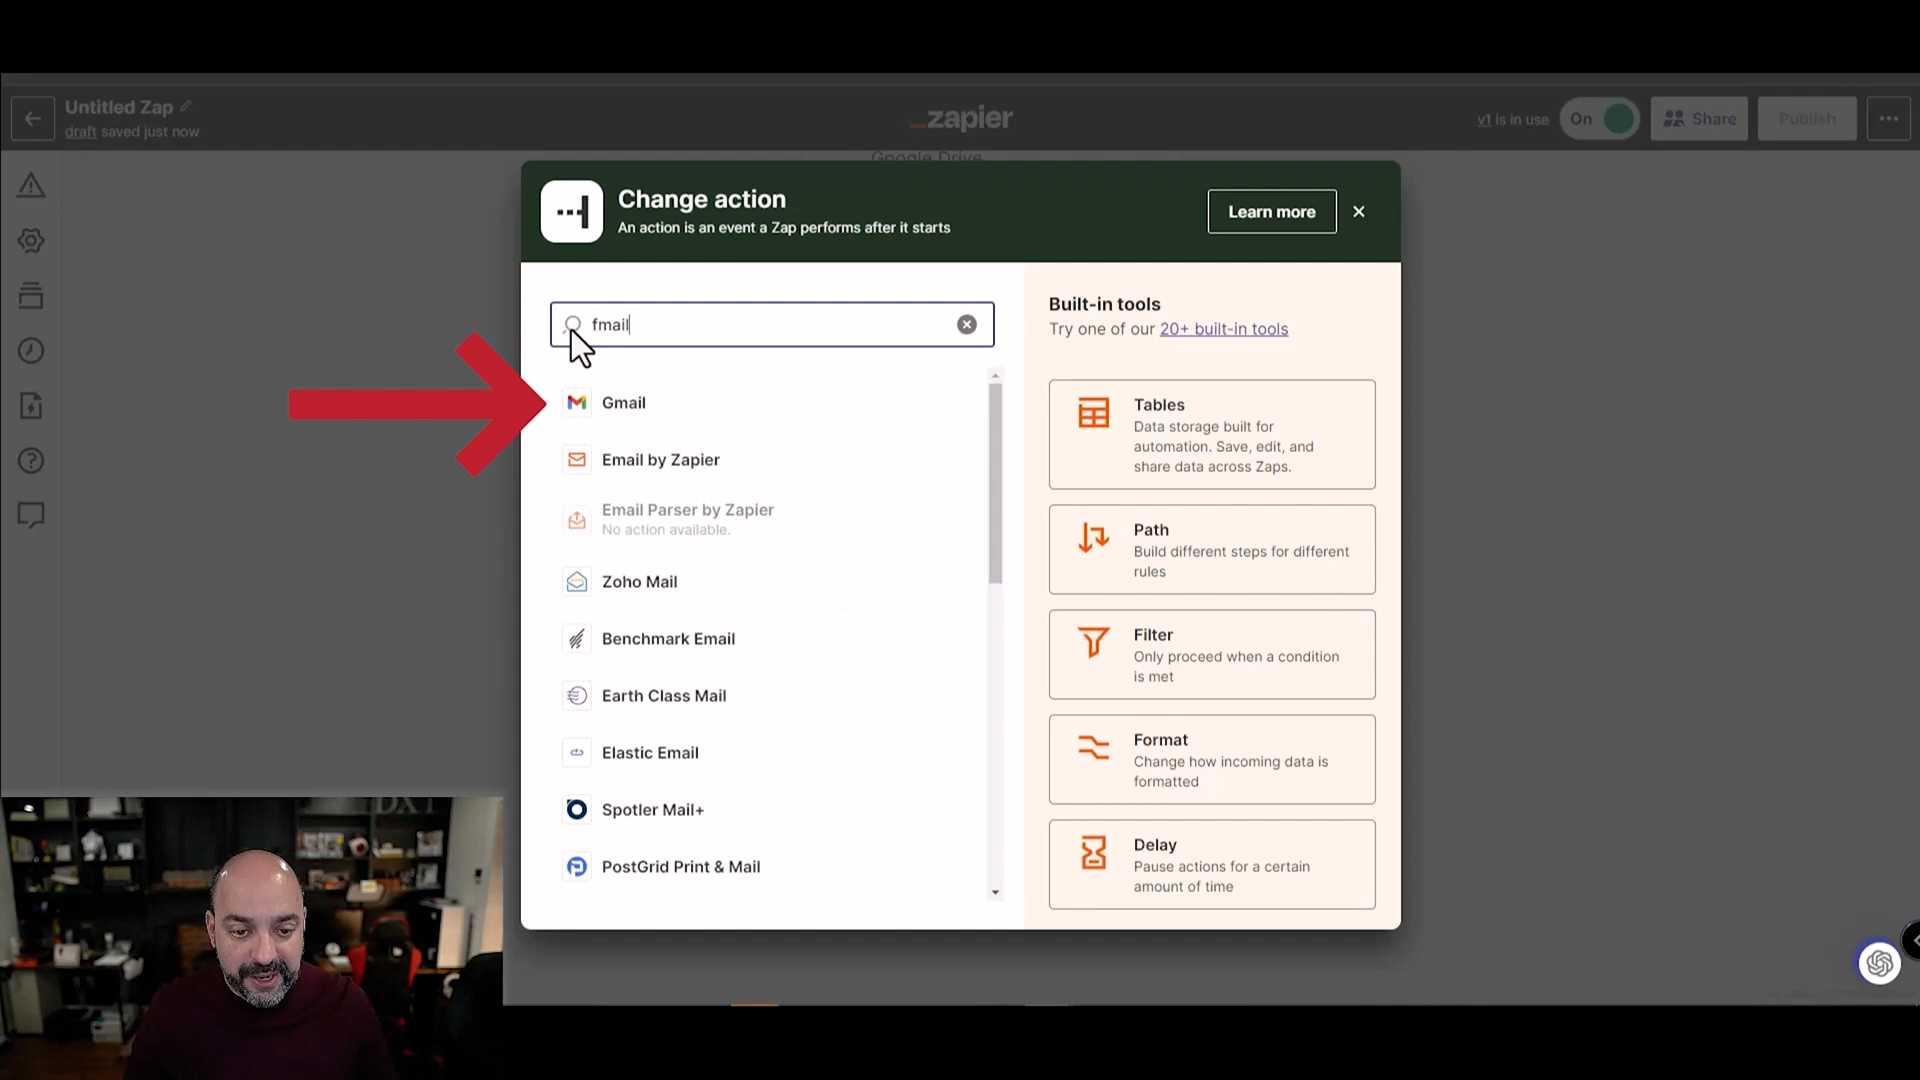 Untitled Zap
draft saved just now
zapier
v1 is in use
On
Share
Publish
Google Drive
Change action
An action is an event a Zap performs after it starts
Learn more
fmail
Gmail
Email by Zapier
Email Parser by Zapier
No action available.
Zoho Mail
Benchmark Email
Earth Class Mail
Elastic Email
Spotler Mail+
PostGrid Print & Mail
Built-in tools
Try one of our 20+ built-in tools
Tables
Data storage built for
automation. Save, edit, and
share data across Zaps.
Path
Build different steps for different
rules
Filter
Only proceed when a condition
is met
Format
Change how incoming data is
formatted
Delay
Pause actions for a certain
amount of time